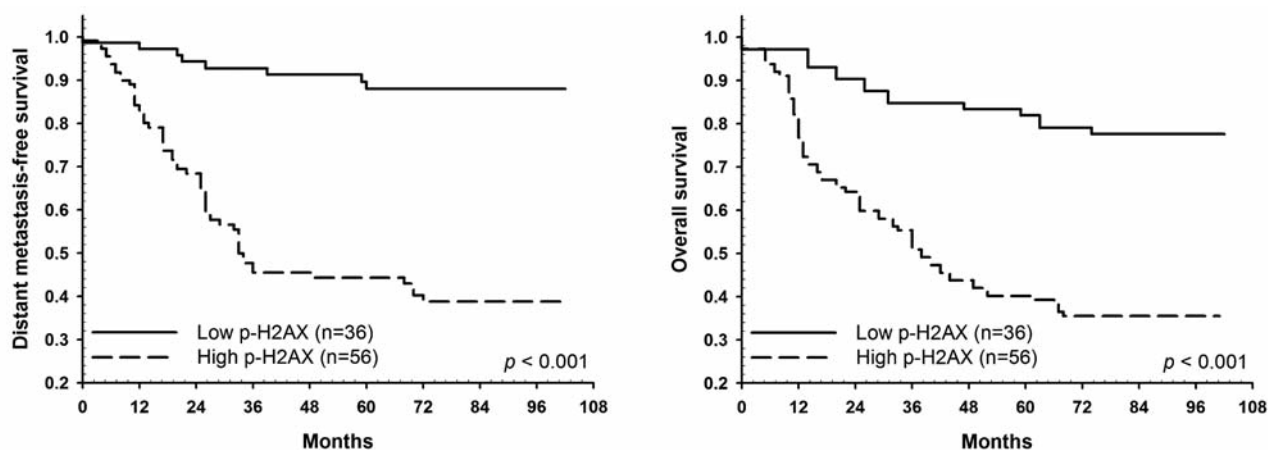 Distant metastasis-free survival
1.0
0.9
0.8
0.7
0.6
0.5
0.4
0.3
0.2
Low p-H2AX (n=36)
High p-H2AX (n=56)
p < 0.001
0 12 24 36 48 60 72 84 96 108
Months
Overall survival
1.0
0.9
0.8
0.7
0.6
0.5
0.4
0.3
0.2
Low p-H2AX (n=36)
High p-H2AX (n=56)
p < 0.001
0 12 24 36 48 60 72 84 96 108
Months